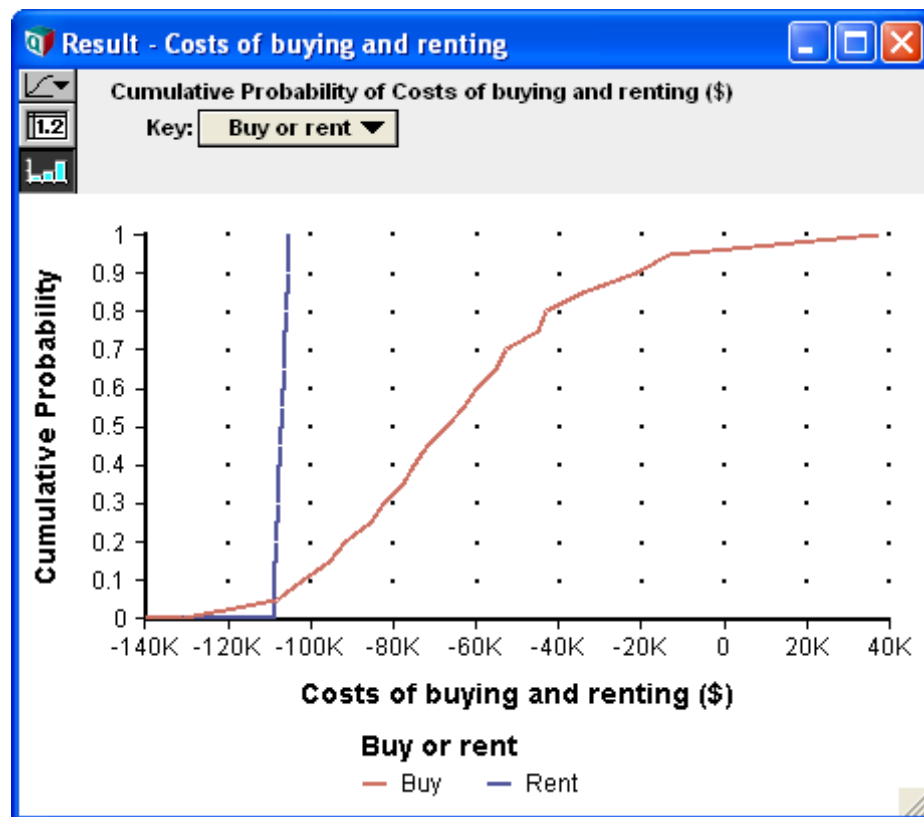 Result - Costs of buying and renting
Cumulative Probability of Costs of buying and renting ($)
1.2
Key: Buy or rent
Cumulative Probability
1
0.9
0.8
0.7
0.6
0.5
0.4
0.3
0.2
0.1
0
-140K -120K -100K -80K -60K -40K -20K 0 20K 40K
Costs of buying and renting ($)
Buy or rent
Buy Rent